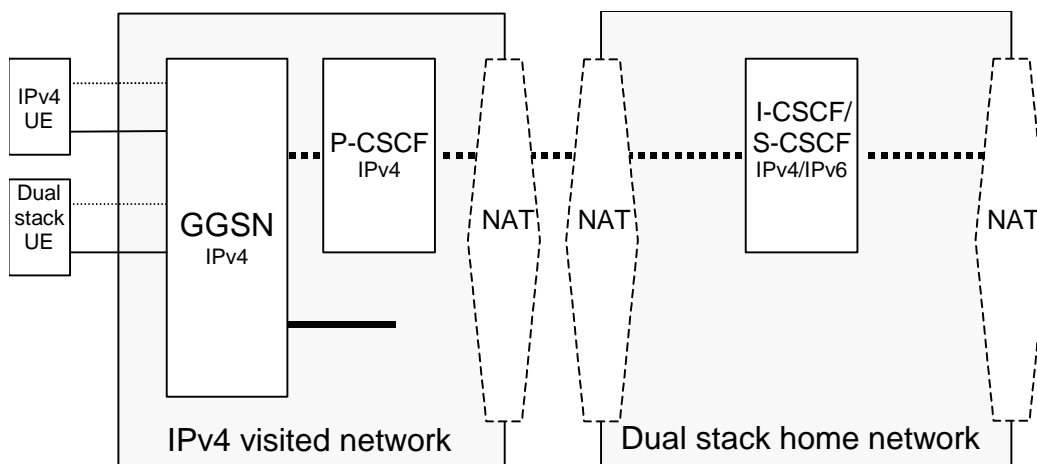 IPv4
UE
Dual
stack
UE
GGSN
IPv4
P-CSCF
IPv4
NAT
NAT
I-CSCF/
S-CSCF
IPv4/IPv6
NAT
IPv4 visited network
Dual stack home network